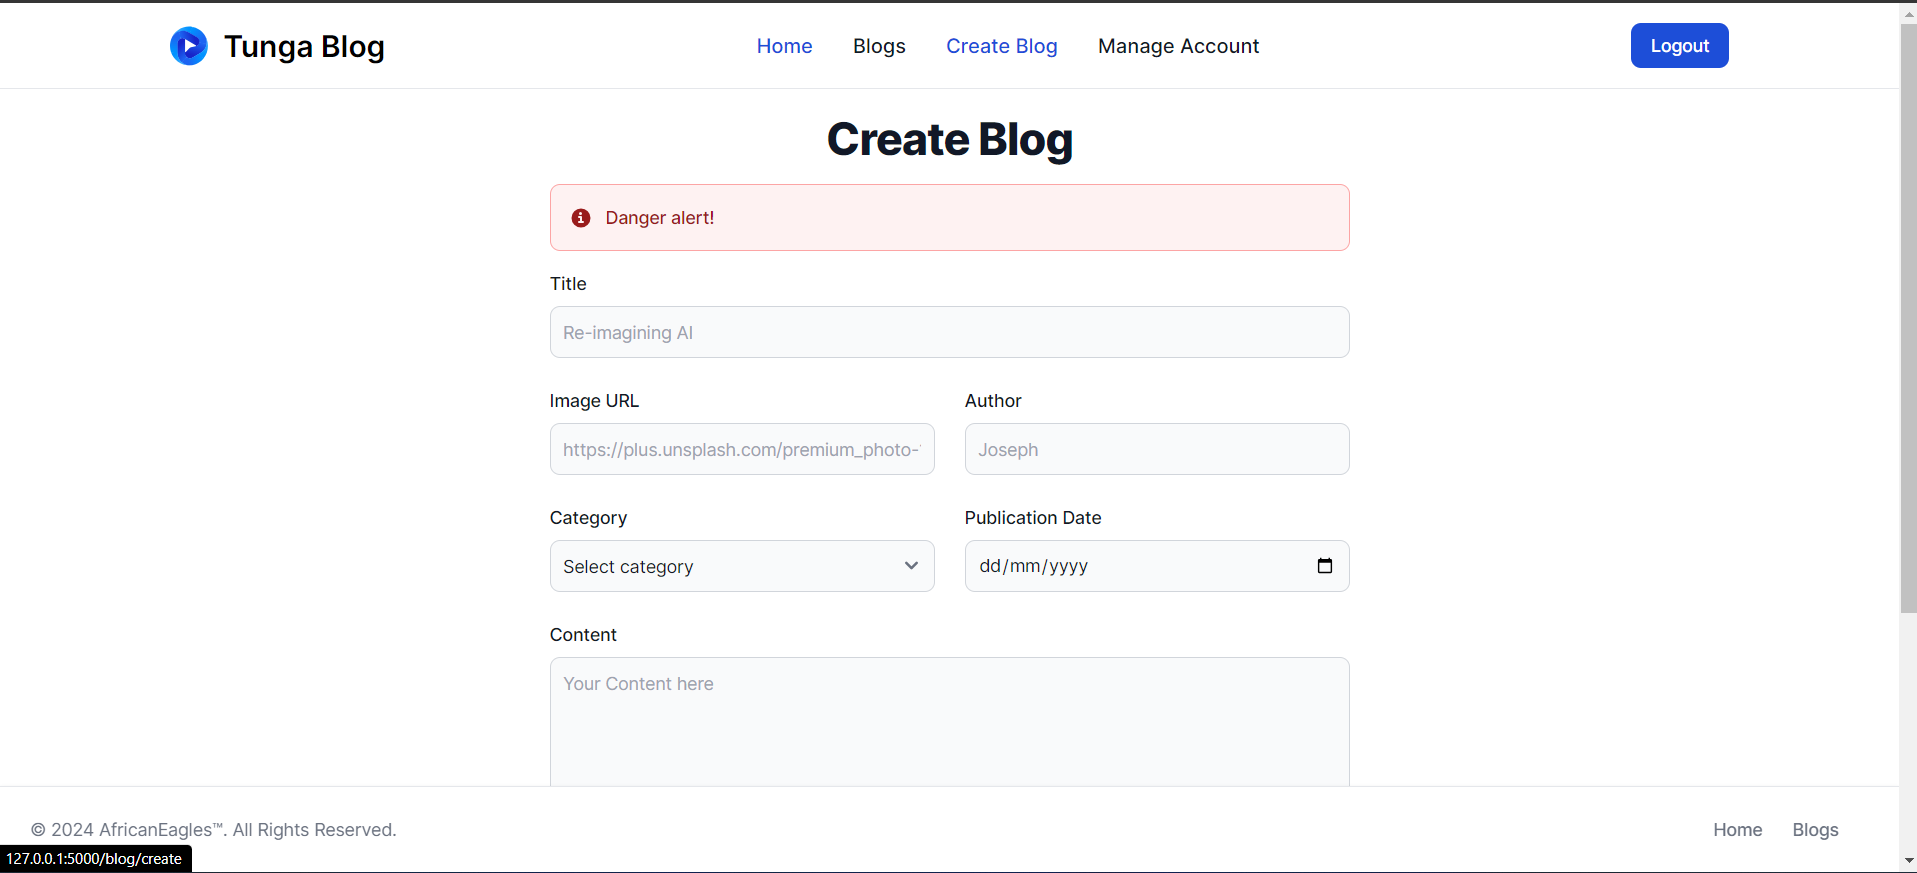 Tunga Blog
Home
Blogs
Create Blog
Manage Account
Logout
Create Blog
Danger alert!
Title
Re-imagining AI
Image URL
Author
https://plus.unsplash.com/premium_photo-
Joseph
Category
Publication Date
Select category
dd/mm/yyyy
Content
Your Content here
© 2024 AfricanEagles™. All Rights Reserved.
Home
Blogs
127.0.0.1:5000/blog/create